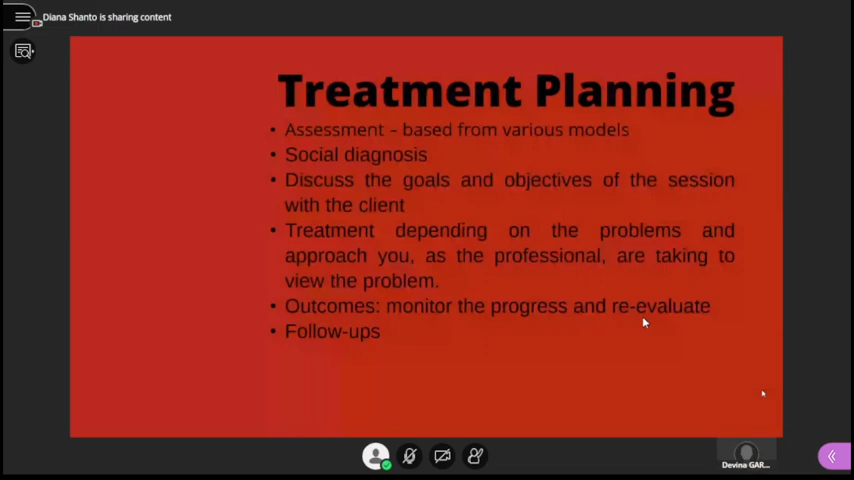 Diana Shanto is sharing content
Treatment Planning
• Assessment - based from various models
• Social diagnosis
• Discuss the goals and objectives of the session
with the client
• Treatment depending on the problems and
approach you, as the professional, are taking to
view the problem.
• Outcomes: monitor the progress and re-evaluate
• Follow-ups
Devina GAR...